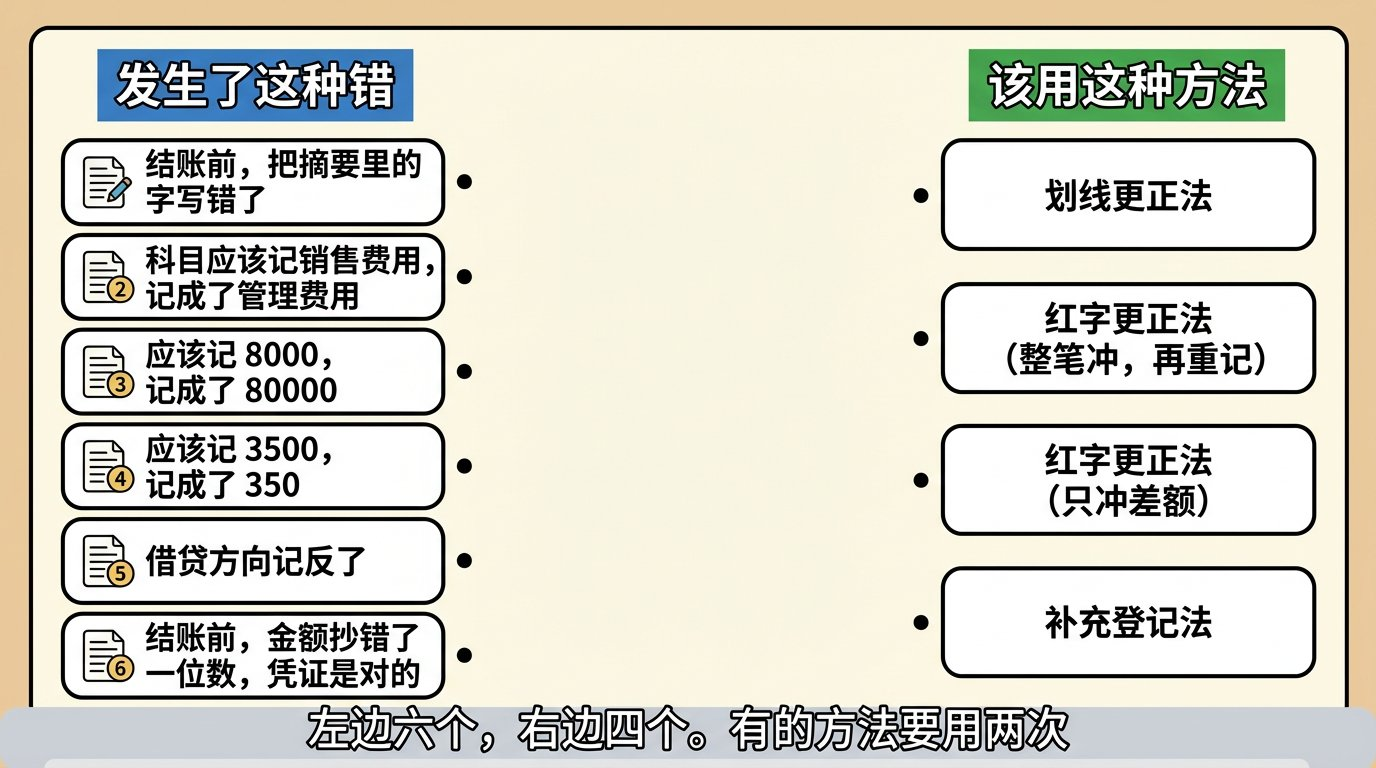 发生了这种错
结账前，把摘要里的
字写错了
2
科目应该记销售费用，
记成了管理费用
3
应该记 8000，
记成了 80000
4
应该记 3500，
记成了 350
5
借贷方向记反了
6
结账前，金额抄错了
一位数，凭证是对的
该用这种方法
划线更正法
红字更正法
（整笔冲，再重记）
红字更正法
（只冲差额）
补充登记法
左边六个，右边四个。有的方法要用两次